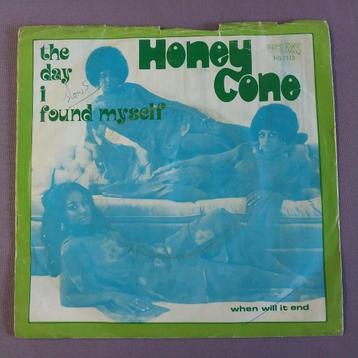 the
day
i
found myself
Honey
Cone
when will it end